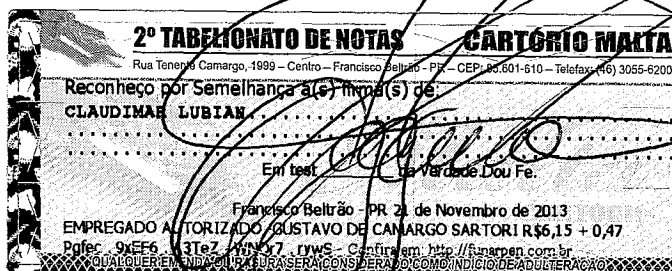 2º TABELIONATO DE NOTAS CARTÓRIO MALTA
Rua Tenente Camargo, 1999 – Centro – Francisco Beltrão - PR – CEP: 85.601-610 – Telefax (46) 3055-6200
Reconheço por Semelhança a(s) firma(s) de:
CLAUDIMAR LUBIAN
Em test da Verdade Dou Fe.
Francisco Beltrão - PR 21 de Novembro de 2013
EMPREGADO AUTORIZADO GUSTAVO DE CAMARGO SARTORI R$6,15 + 0,47
9xEF6 rywS - Confira em: http://funarpen.com.br
QUALQUER EMENDA OU RASURA SERÁ CONSIDERADO COMO INDÍCIO DE ADULTERAÇÃO